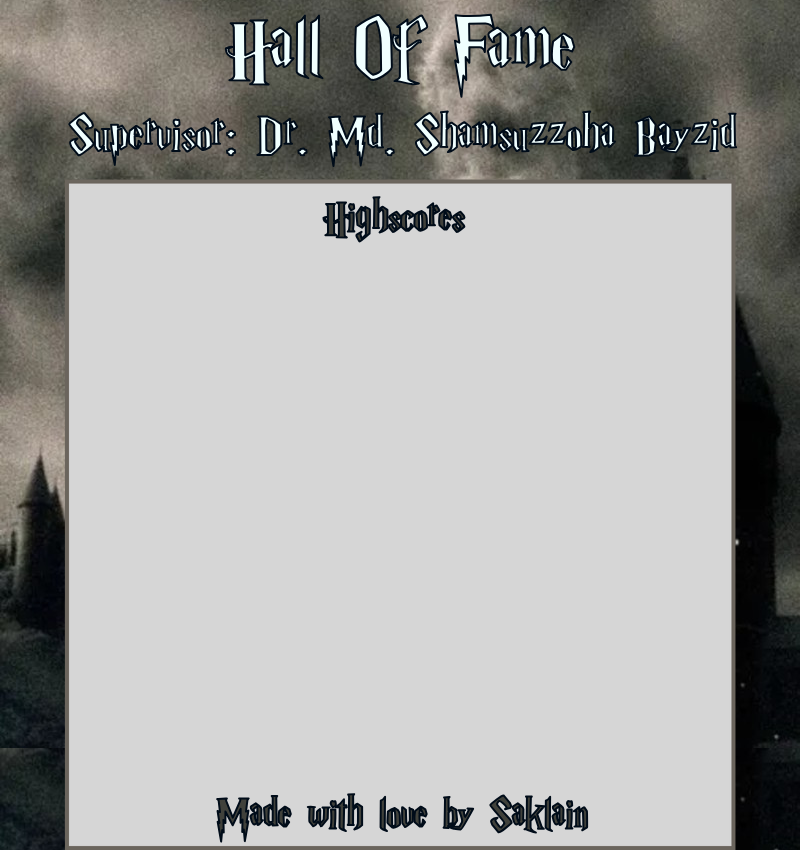 Hall Of Fame
Supervisor: Dr. Md. Shamsuzzoha Bayzid
Highscores
Made with love by Saklain